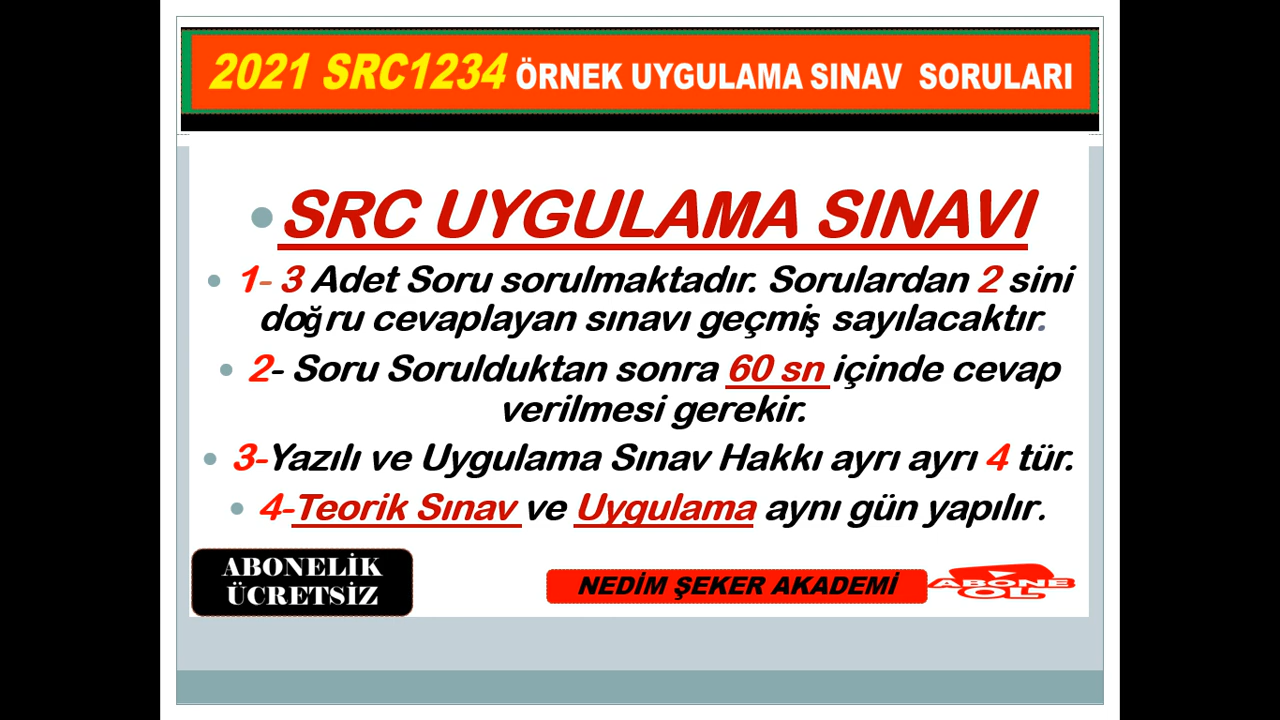 2021 SRC1234 ÖRNEK UYGULAMA SINAV SORULARI
SRC UYGULAMA SINAVI
1- 3 Adet Soru sorulmaktadır. Sorulardan 2 sini
doğru cevaplayan sınavı geçmiş sayılacaktır.
2- Soru Sorulduktan sonra 60 sn içinde cevap
verilmesi gerekir.
3-Yazılı ve Uygulama Sınav Hakkı ayrı ayrı 4 tür.
4-Teorik Sınav ve Uygulama aynı gün yapılır.
ABONELİK
ÜCRETSİZ
NEDİM ŞEKER AKADEMİ
ABONE
OL